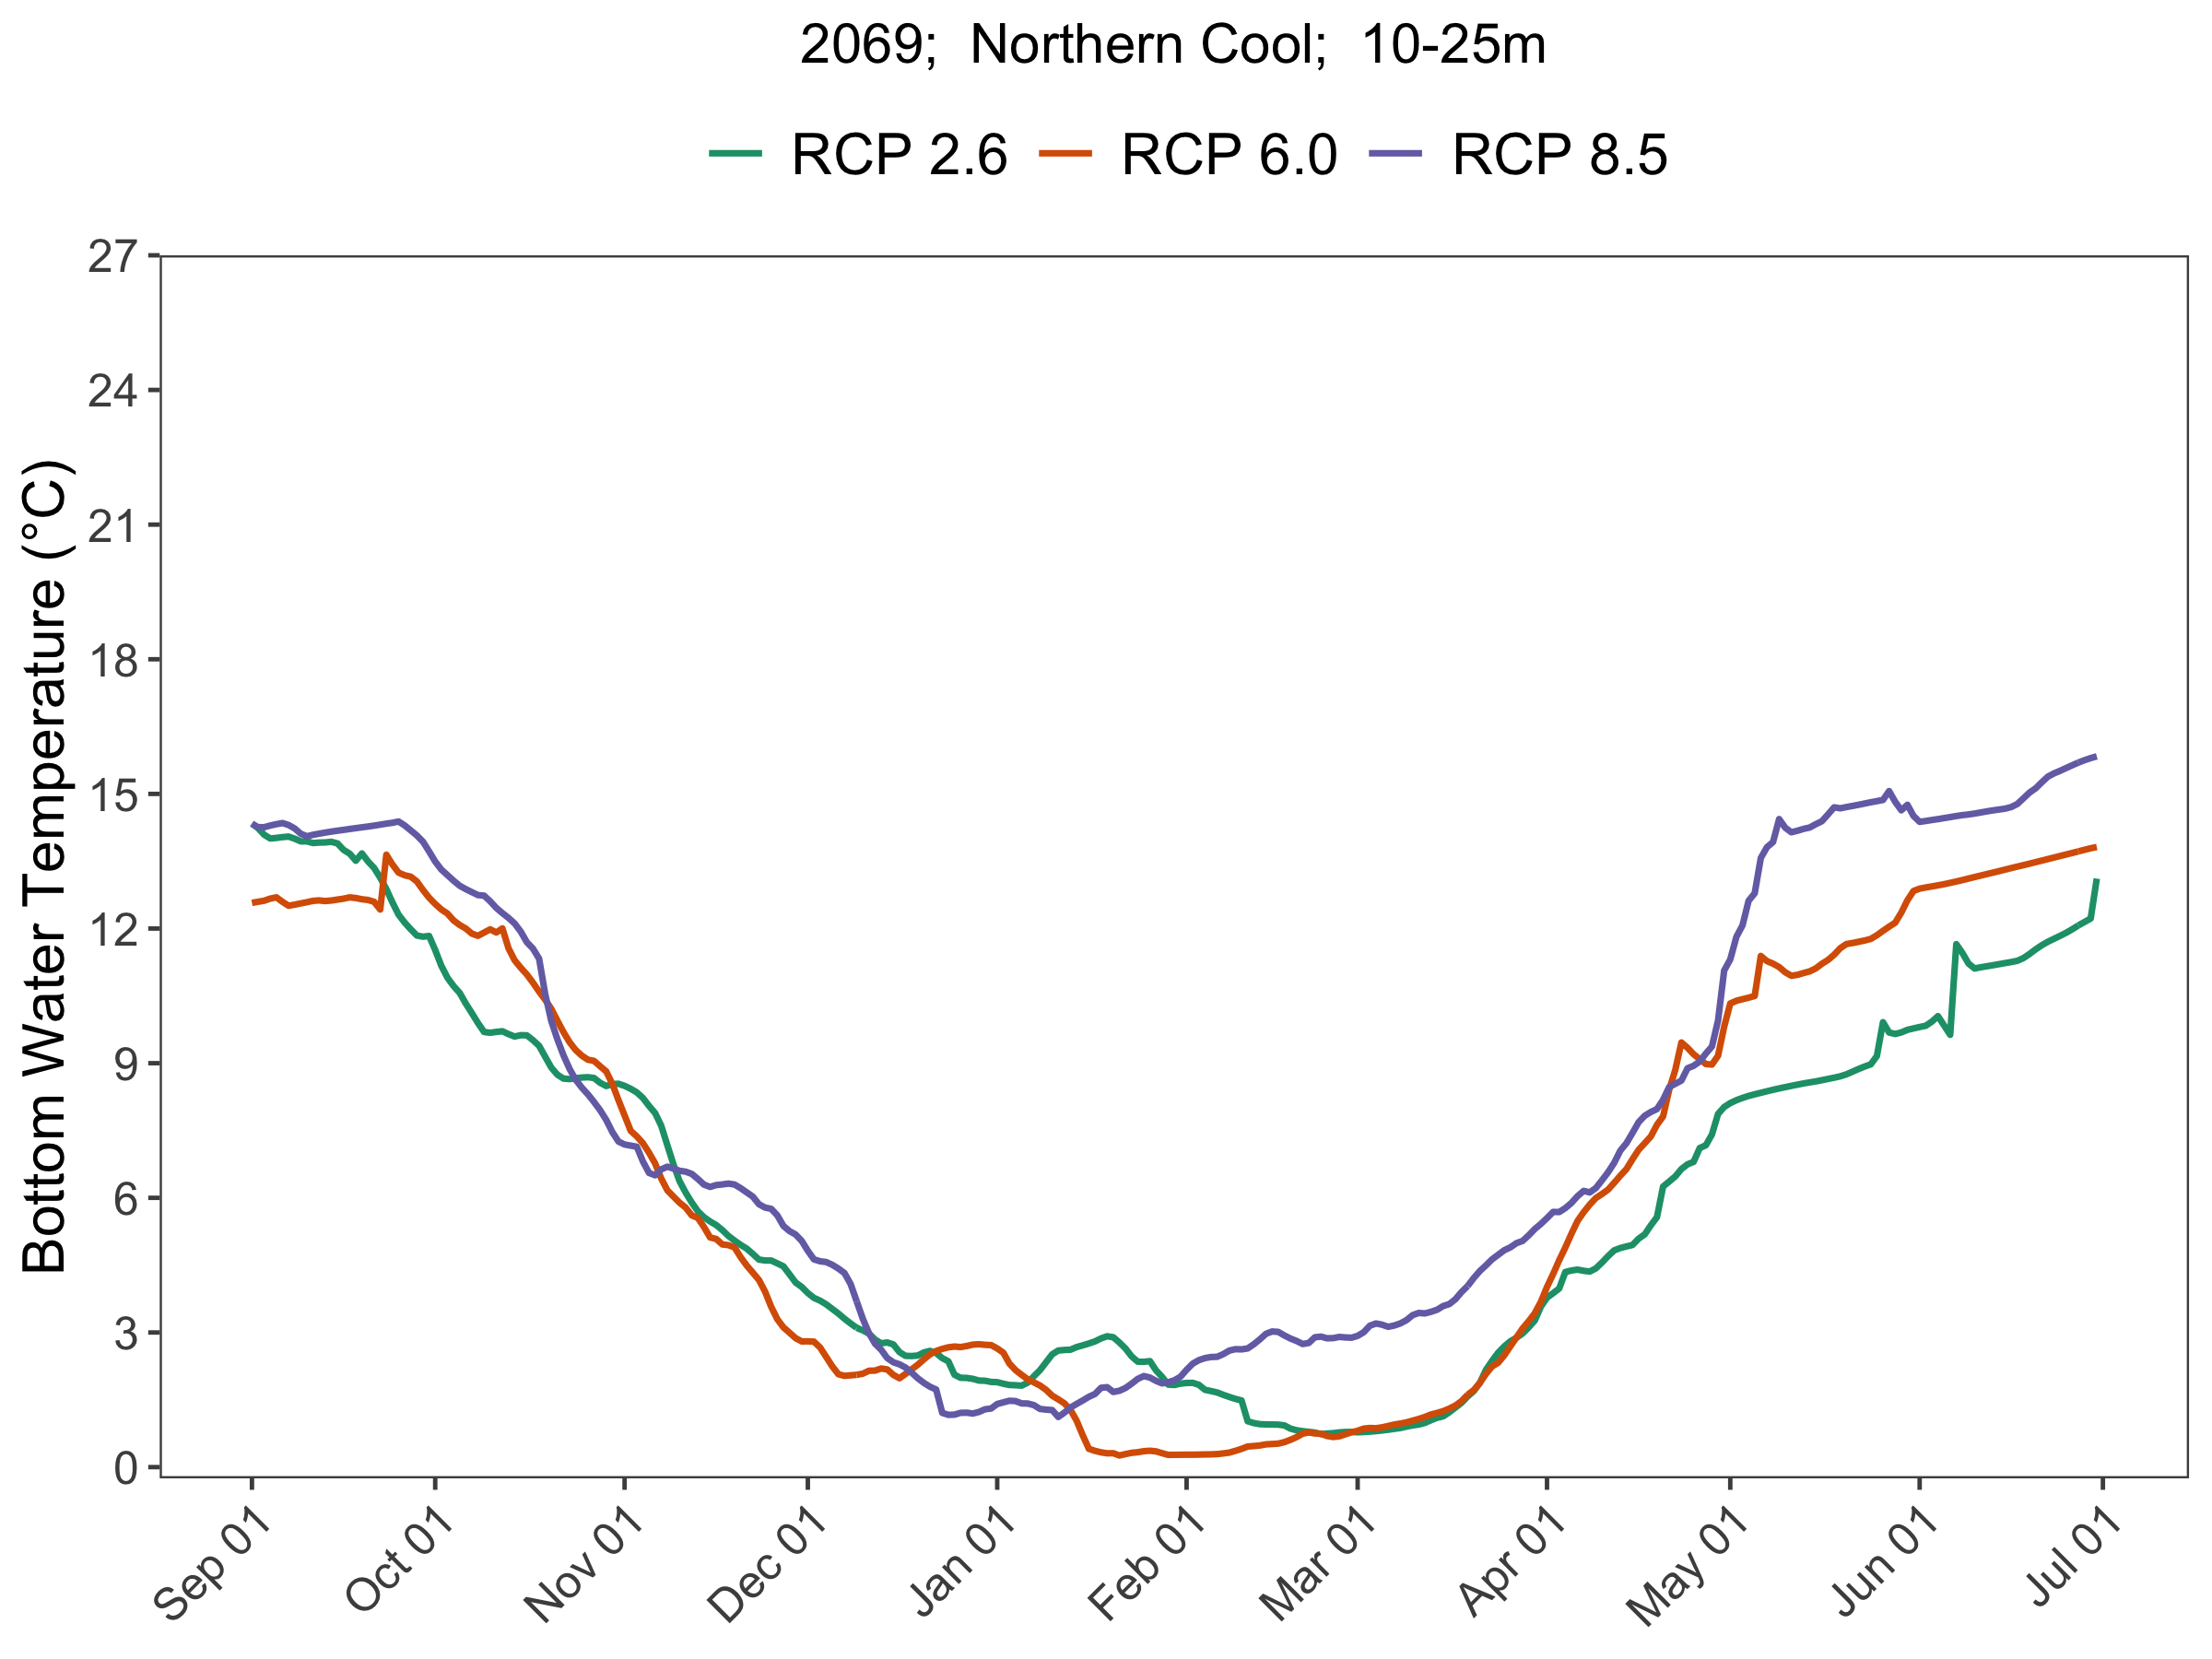 2069;  Northern Cool;  10-25m
RCP 2.6 RCP 6.0 RCP 8.5
Bottom Water Temperature (°C)
27
24
21
18
15
12
9
6
3
0
Sep 01 Oct 01 Nov 01 Dec 01 Jan 01 Feb 01 Mar 01 Apr 01 May 01 Jun 01 Jul 01